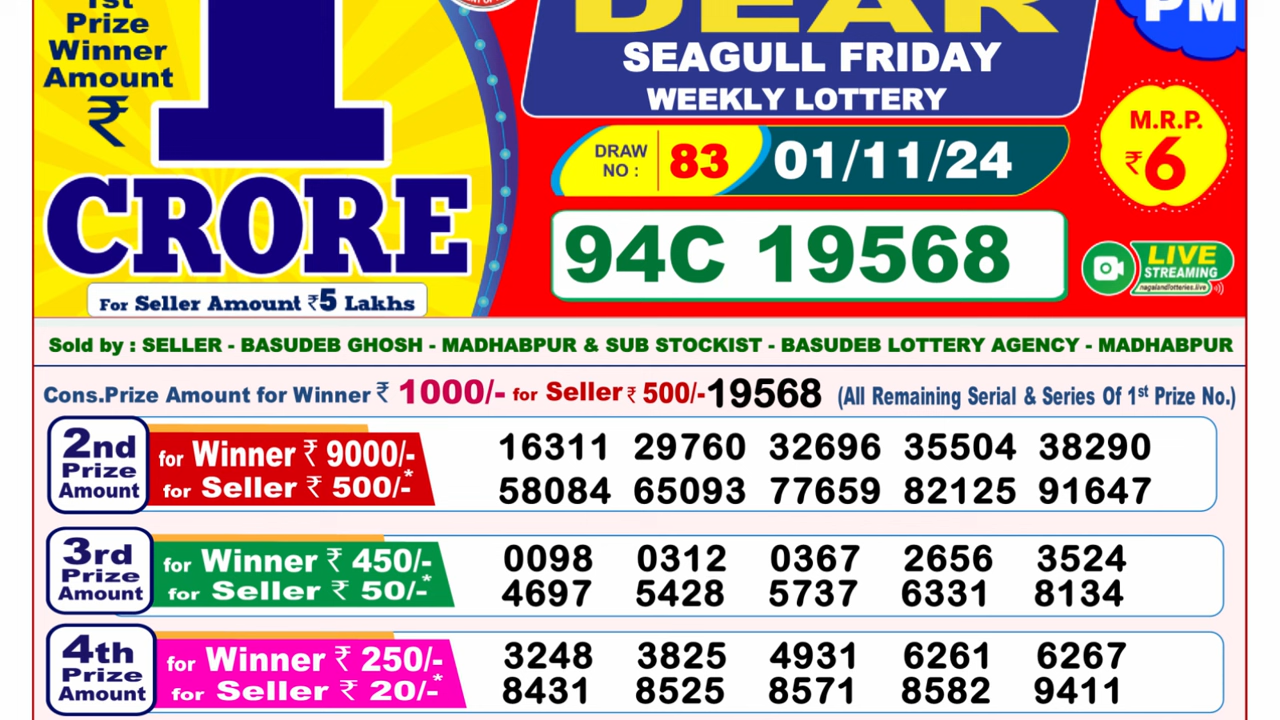 1st
Prize
Winner
Amount
₹
1
CRORE
For Seller Amount ₹5 Lakhs
DEAR
SEAGULL FRIDAY
WEEKLY LOTTERY
PM
DRAW NO : 83 01/11/24
M.R.P.
₹6
94C 19568
LIVE
STREAMING
nagalandlotteries.live
Sold by : SELLER - BASUDEB GHOSH - MADHABPUR & SUB STOCKIST - BASUDEB LOTTERY AGENCY - MADHABPUR
Cons.Prize Amount for Winner ₹ 1000/- for Seller ₹ 500/- 19568 (All Remaining Serial & Series Of 1st Prize No.)
2nd
Prize
Amount
for Winner ₹ 9000/-
for Seller ₹ 500/-*
16311 29760 32696 35504 38290
58084 65093 77659 82125 91647
3rd
Prize
Amount
for Winner ₹ 450/-
for Seller ₹ 50/-*
0098 0312 0367 2656 3524
4697 5428 5737 6331 8134
4th
Prize
Amount
for Winner ₹ 250/-
for Seller ₹ 20/-*
3248 3825 4931 6261 6267
8431 8525 8571 8582 9411